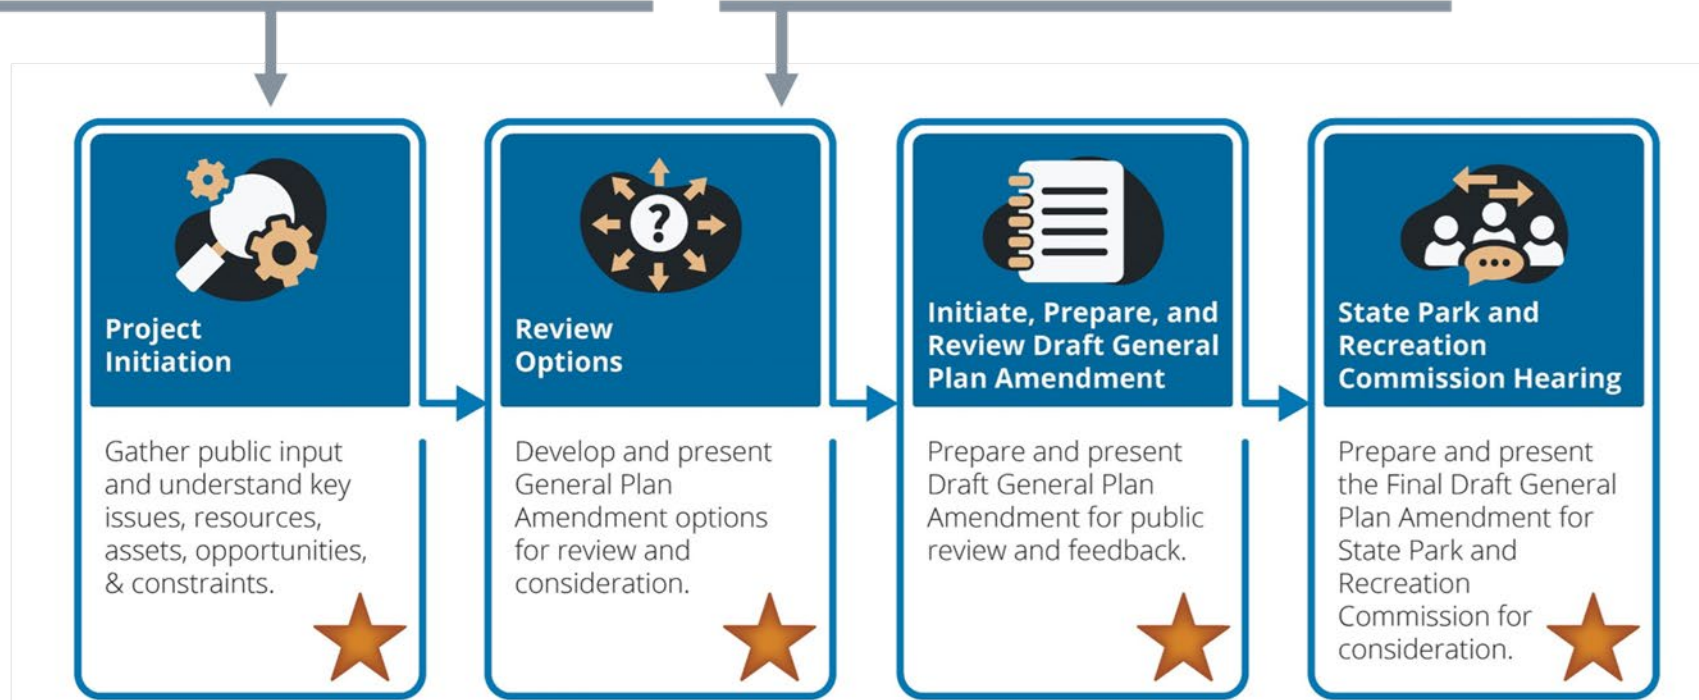 Project
Initiation
Gather public input
and understand key
issues, resources,
assets, opportunities,
& constraints.
?
Review
Options
Develop and present
General Plan
Amendment options
for review and
consideration.
Initiate, Prepare, and
Review Draft General
Plan Amendment
Prepare and present
Draft General Plan
Amendment for public
review and feedback.
State Park and
Recreation
Commission Hearing
Prepare and present
the Final Draft General
Plan Amendment for
State Park and
Recreation
Commission for
consideration.